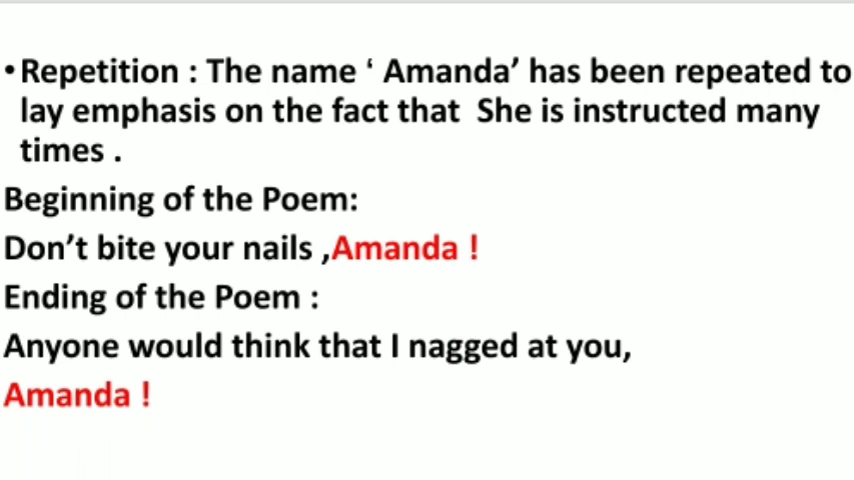 • Repetition : The name ‘ Amanda’ has been repeated to
lay emphasis on the fact that She is instructed many
times .
Beginning of the Poem:
Don’t bite your nails ,Amanda !
Ending of the Poem :
Anyone would think that I nagged at you,
Amanda !